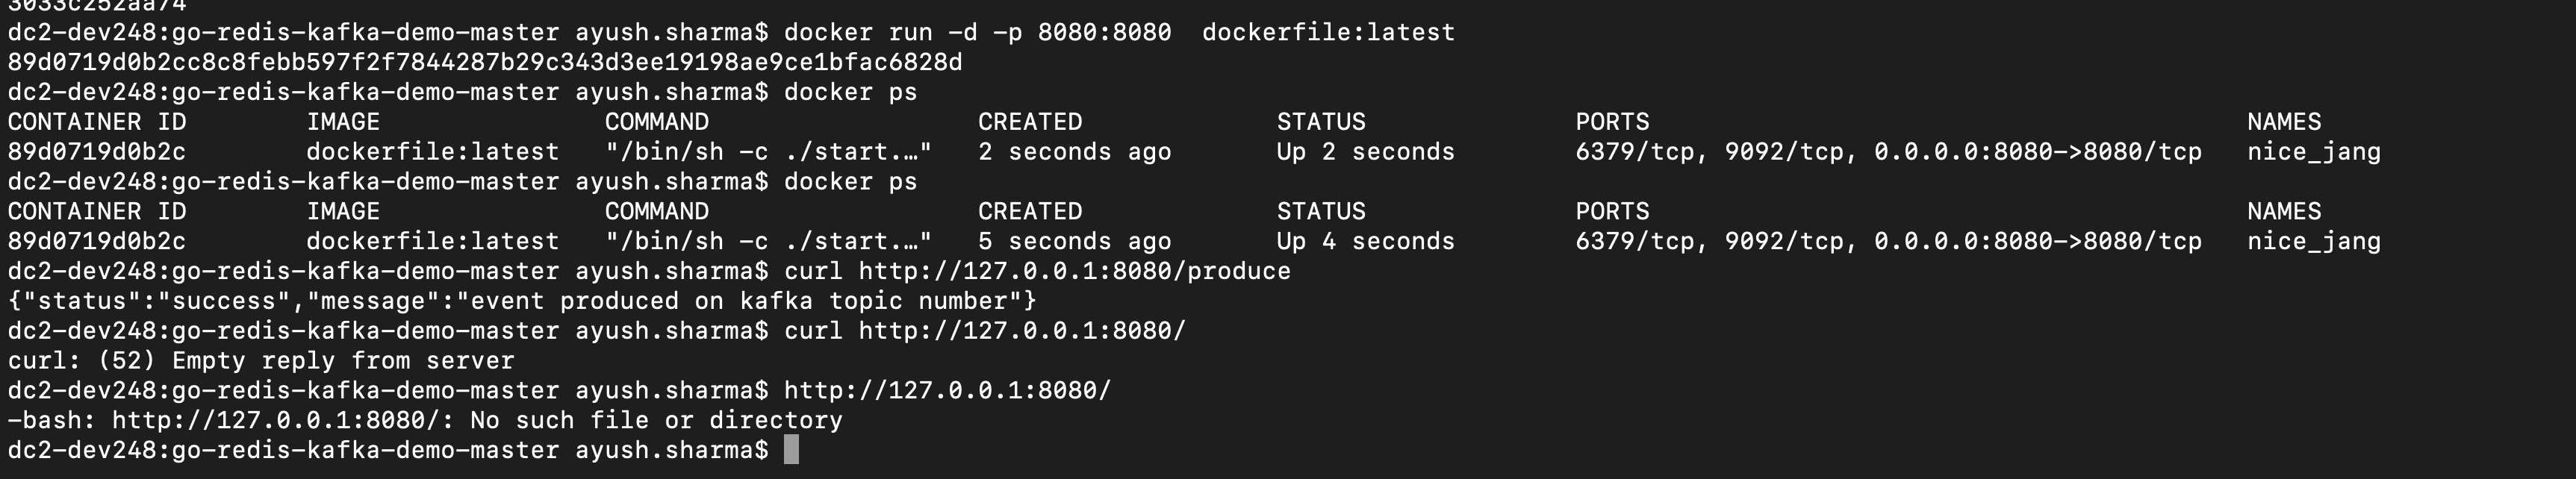 3033c252aa74
dc2-dev248:go-redis-kafka-demo-master ayush.sharma$ docker run -d -p 8080:8080  dockerfile:latest
89d0719d0b2cc8c8febb597f2f7844287b29c343d3ee19198ae9ce1bfac6828d
dc2-dev248:go-redis-kafka-demo-master ayush.sharma$ docker ps
CONTAINER ID        IMAGE               COMMAND                  CREATED             STATUS              PORTS                                        NAMES
89d0719d0b2c        dockerfile:latest   "/bin/sh -c ./start.…"   2 seconds ago       Up 2 seconds        6379/tcp, 9092/tcp, 0.0.0.0:8080->8080/tcp   nice_jang
dc2-dev248:go-redis-kafka-demo-master ayush.sharma$ docker ps
CONTAINER ID        IMAGE               COMMAND                  CREATED             STATUS              PORTS                                        NAMES
89d0719d0b2c        dockerfile:latest   "/bin/sh -c ./start.…"   5 seconds ago       Up 4 seconds        6379/tcp, 9092/tcp, 0.0.0.0:8080->8080/tcp   nice_jang
dc2-dev248:go-redis-kafka-demo-master ayush.sharma$ curl http://127.0.0.1:8080/produce
{"status":"success","message":"event produced on kafka topic number"}
dc2-dev248:go-redis-kafka-demo-master ayush.sharma$ curl http://127.0.0.1:8080/
curl: (52) Empty reply from server
dc2-dev248:go-redis-kafka-demo-master ayush.sharma$ http://127.0.0.1:8080/
-bash: http://127.0.0.1:8080/: No such file or directory
dc2-dev248:go-redis-kafka-demo-master ayush.sharma$